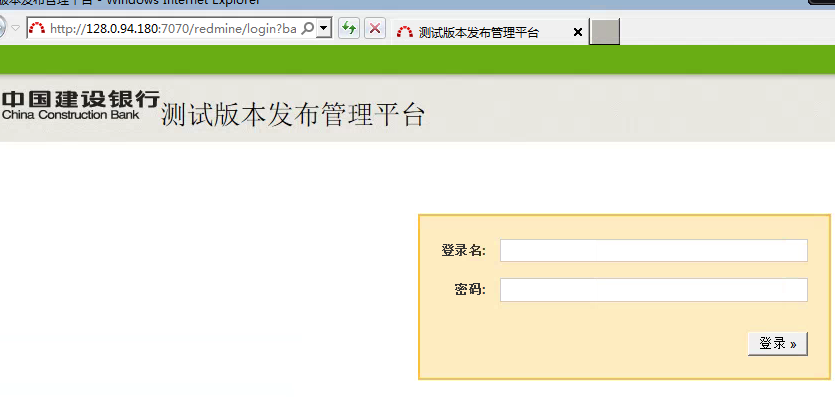 版本发布管理平台 - Windows Internet Explorer
http://128.0.94.180:7070/redmine/login?ba
测试版本发布管理平台
中国建设银行
China Construction Bank
测试版本发布管理平台
登录名:
密码:
登录 »